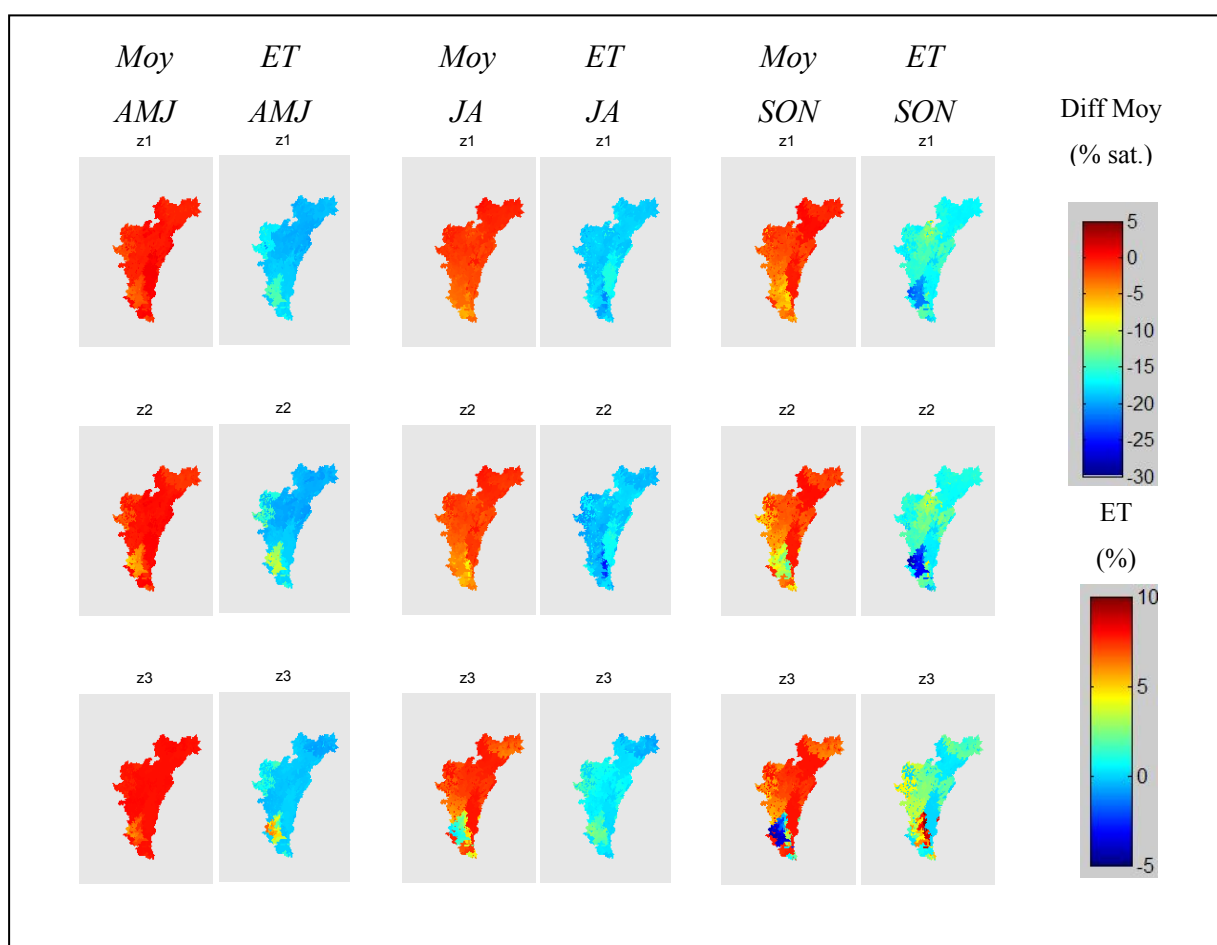 Moy ET Moy ET Moy ET
AMJ AMJ JA JA SON SON
z1 z1 z1 z1 z1 z1
Diff Moy
(% sat.)
5
0
-5
-10
-15
-20
-25
-30
z2 z2 z2 z2 z2 z2
ET
(%)
10
5
0
-5
z3 z3 z3 z3 z3 z3